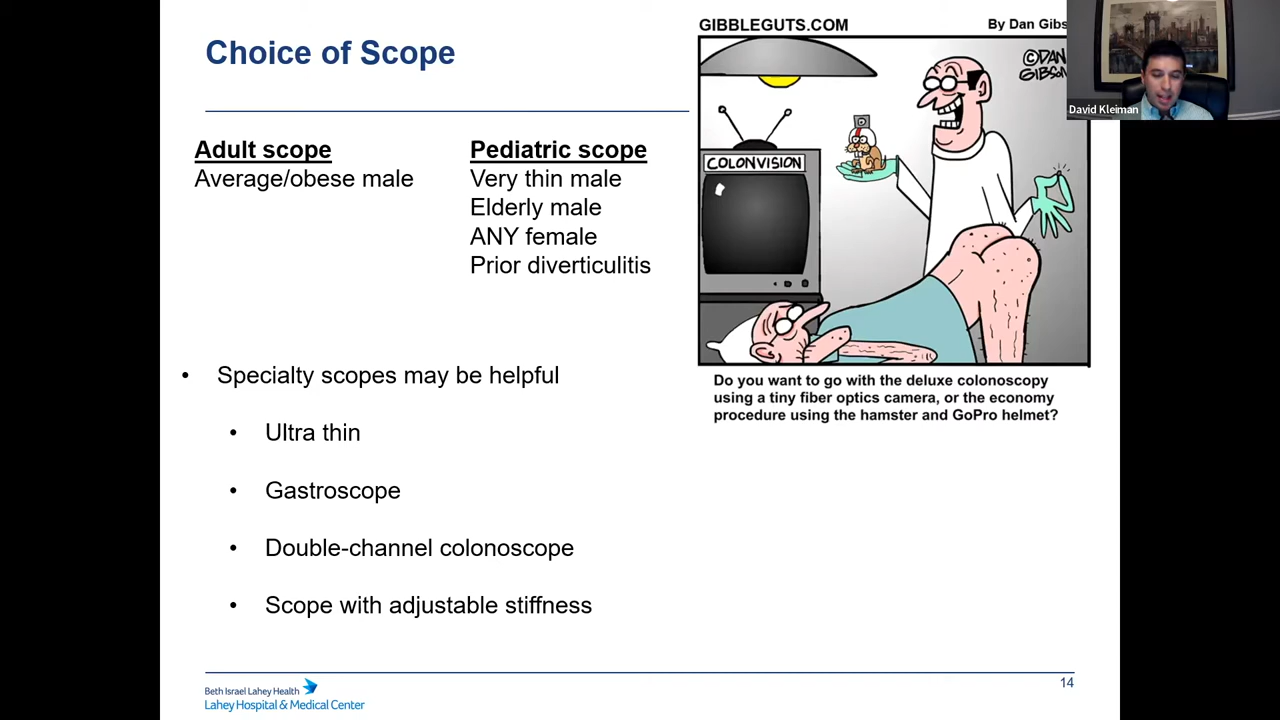 Choice of Scope
Adult scope
Average/obese male
Pediatric scope
Very thin male
Elderly male
ANY female
Prior diverticulitis
• Specialty scopes may be helpful
• Ultra thin
• Gastroscope
• Double-channel colonoscope
• Scope with adjustable stiffness
GIBBLEGUTS.COM
By Dan Gibs
©DAN
GIBSON
COLONVISION
Do you want to go with the deluxe colonoscopy
using a tiny fiber optics camera, or the economy
procedure using the hamster and GoPro helmet?
David Kleiman
Beth Israel Lahey Health
Lahey Hospital & Medical Center
14